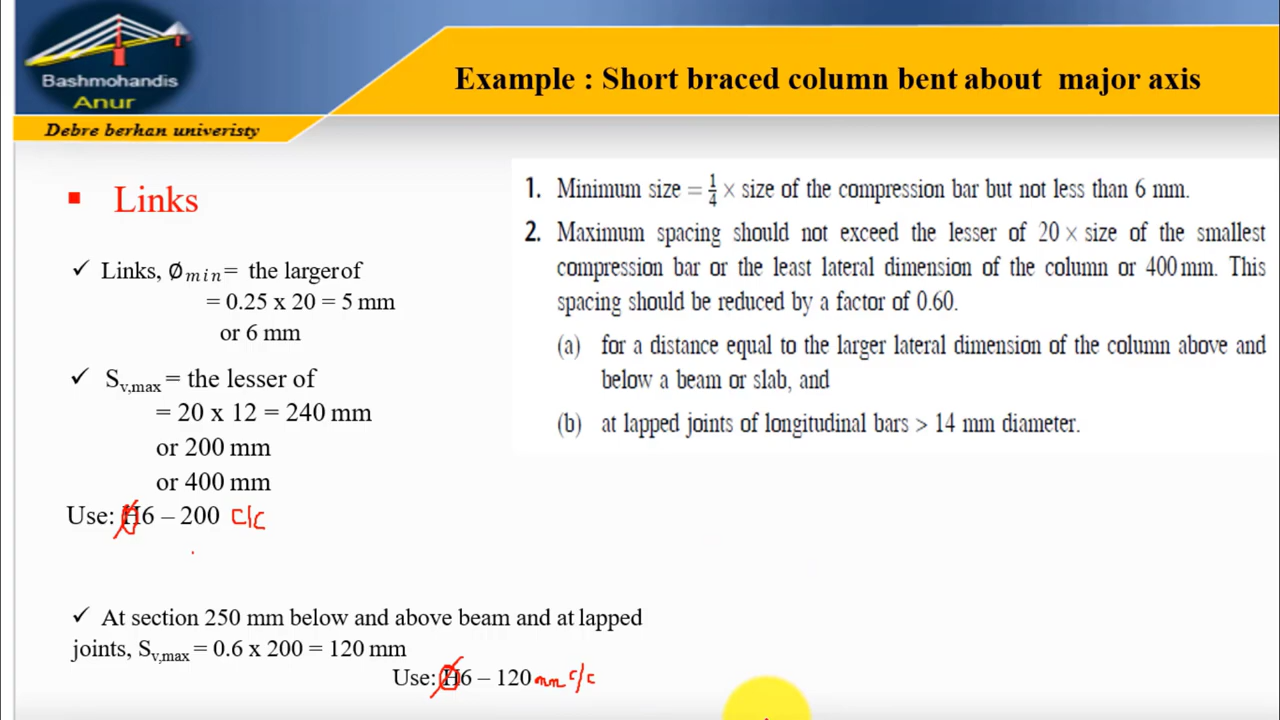 Bashmohandis
Anur
Debre berhan univeristy
Example : Short braced column bent about major axis
▪ Links
✓ Links, Ø𝑚𝑖𝑛= the larger of
= 0.25 x 20 = 5 mm
or 6 mm
✓ Sv,max = the lesser of
= 20 x 12 = 240 mm
or 200 mm
or 400 mm
Use: Ø6 – 200 c/c
✓ At section 250 mm below and above beam and at lapped
joints, Sv,max = 0.6 x 200 = 120 mm
Use: Ø6 – 120 mm c/c
1. Minimum size = 1/4 × size of the compression bar but not less than 6 mm.
2. Maximum spacing should not exceed the lesser of 20 × size of the smallest
compression bar or the least lateral dimension of the column or 400 mm. This
spacing should be reduced by a factor of 0.60.
(a) for a distance equal to the larger lateral dimension of the column above and
below a beam or slab, and
(b) at lapped joints of longitudinal bars > 14 mm diameter.